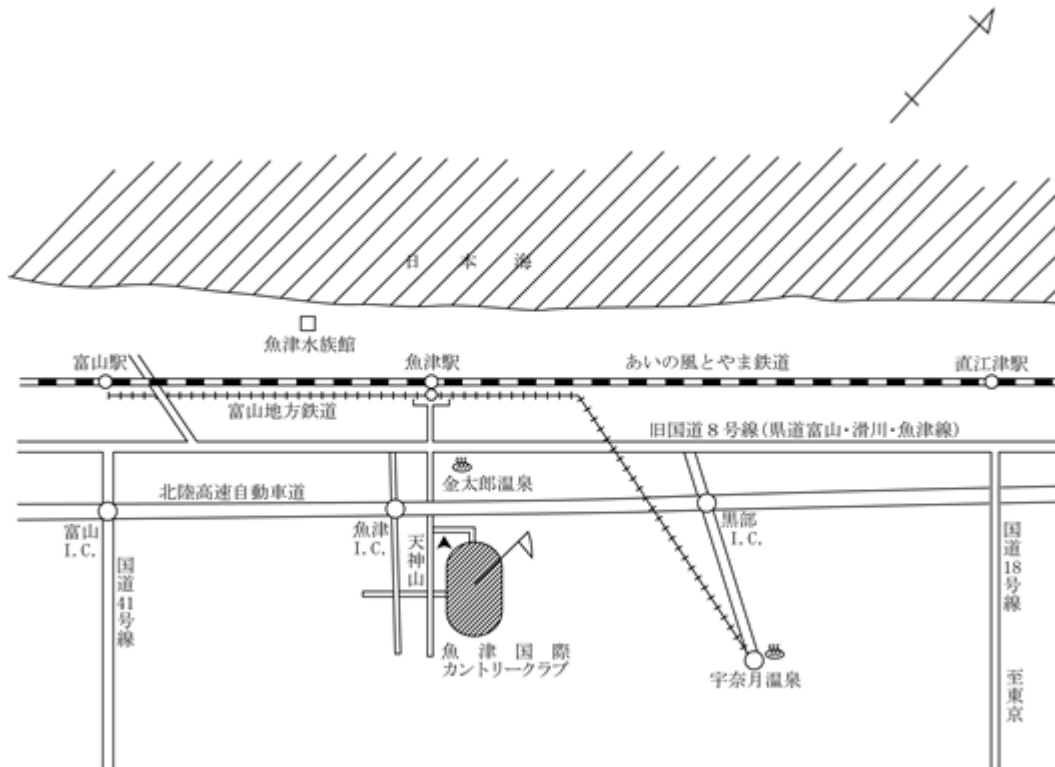 日本海
魚津水族館
富山駅
魚津駅
あいの風とやま鉄道
直江津駅
富山地方鉄道
旧国道8号線(県道富山・滑川・魚津線)
金太郎温泉
北陸高速自動車道
富山
I.C.
魚津
I.C.
黒部
I.C.
国道41号線
天神山
国道18号線
魚津国際
カントリークラブ
宇奈月温泉
至東京